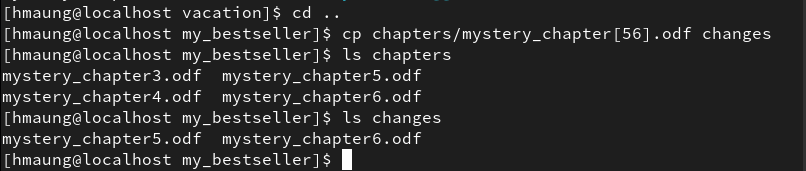 [hmaung@localhost vacation]$ cd ..
[hmaung@localhost my_bestseller]$ cp chapters/mystery_chapter[56].odf changes
[hmaung@localhost my_bestseller]$ ls chapters
mystery_chapter3.odf  mystery_chapter5.odf
mystery_chapter4.odf  mystery_chapter6.odf
[hmaung@localhost my_bestseller]$ ls changes
mystery_chapter5.odf  mystery_chapter6.odf
[hmaung@localhost my_bestseller]$